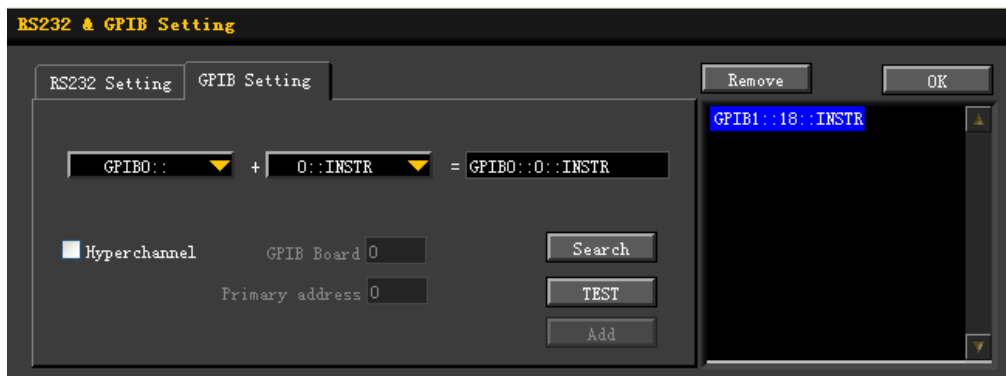 RS232 & GPIB Setting
RS232 Setting GPIB Setting Remove OK
GPIB1::18::INSTR
GPIB0:: + 0::INSTR = GPIB0::0::INSTR
Hyperchannel GPIB Board 0 Search
Primary address 0 TEST
Add